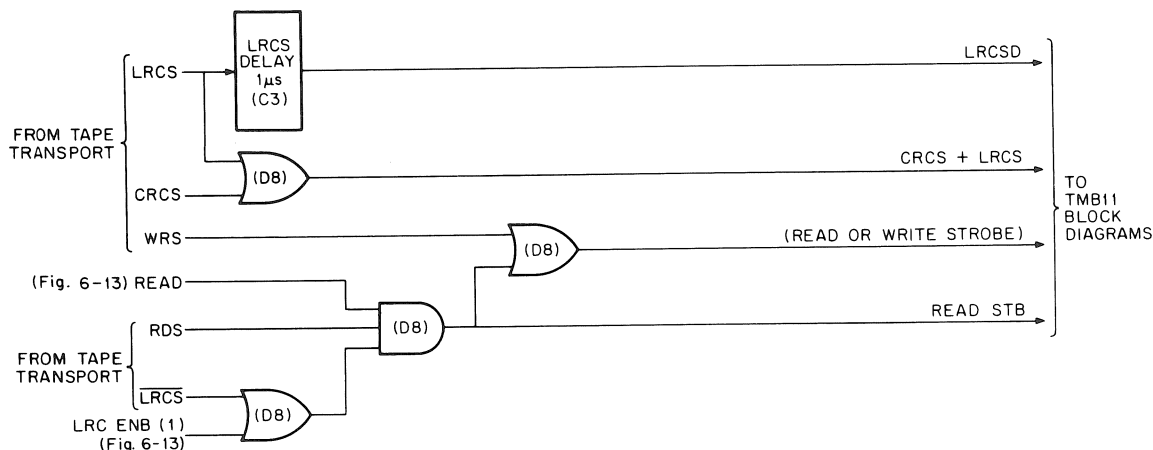 LRCS
DELAY
1μs
(C3)
LRCS
LRCSD
FROM TAPE
TRANSPORT
(D8)
CRCS + LRCS
CRCS
TO
TMB11
BLOCK
DIAGRAMS
WRS
(D8)
(READ OR WRITE STROBE)
(Fig. 6-13) READ
(D8)
READ STB
RDS
FROM TAPE
TRANSPORT
L̅R̅C̅S̅
(D8)
LRC ENB (1)
(Fig. 6-13)
11-1480